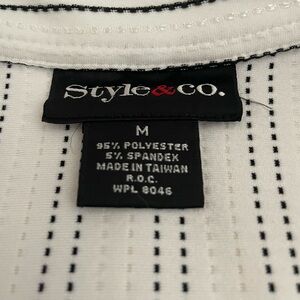 Style&co.
M
95% POLYESTER
5% SPANDEX
MADE IN TAIWAN
R.O.C.
WPL 8046